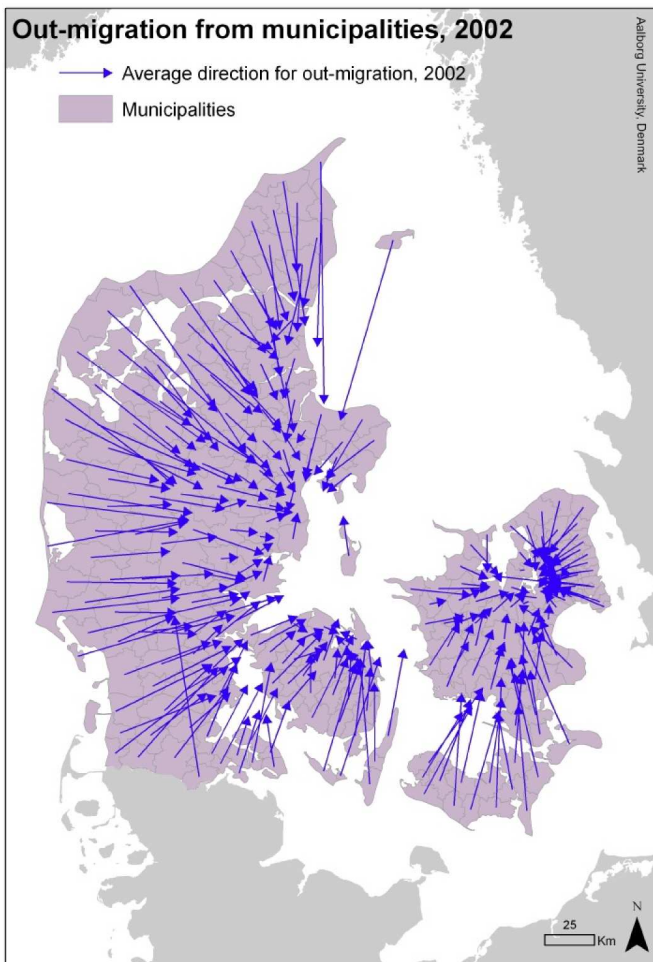 Out-migration from municipalities, 2002
Average direction for out-migration, 2002
Municipalities
Aalborg University, Denmark
N
25
Km